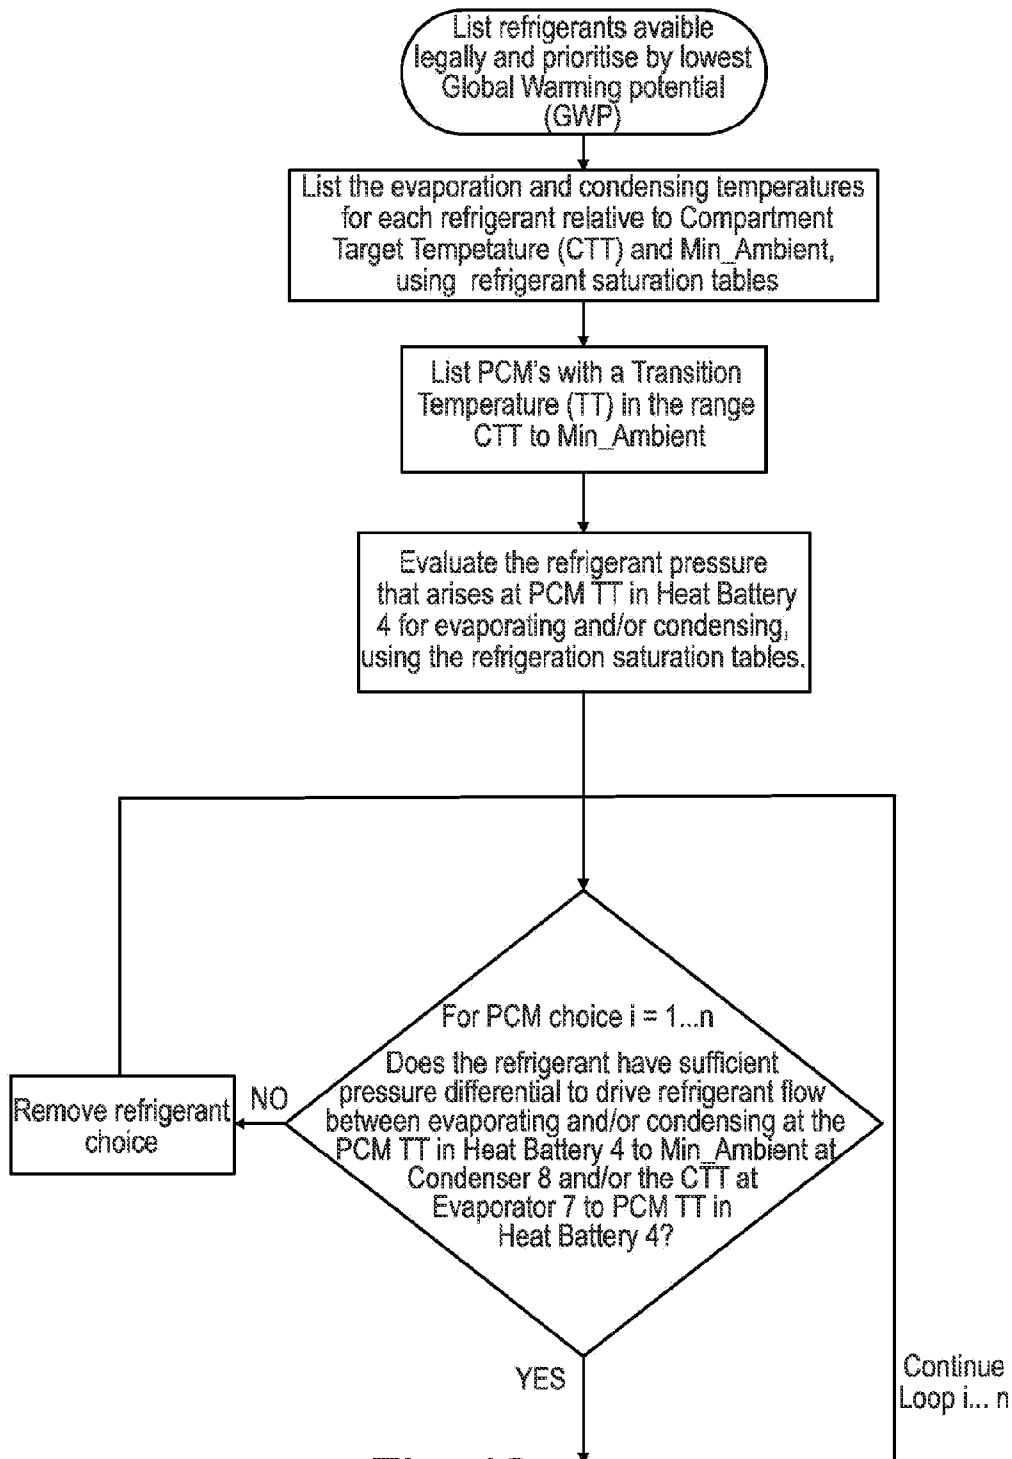 List refrigerants avaible
legally and prioritise by lowest
Global Warming potential
(GWP)
List the evaporation and condensing temperatures
for each refrigerant relative to Compartment
Target Tempetature (CTT) and Min_Ambient,
using refrigerant saturation tables
List PCM's with a Transition
Temperature (TT) in the range
CTT to Min_Ambient
Evaluate the refrigerant pressure
that arises at PCM TT in Heat Battery
4 for evaporating and/or condensing,
using the refrigeration saturation tables.
For PCM choice i = 1...n
Does the refrigerant have sufficient
pressure differential to drive refrigerant flow
between evaporating and/or condensing at the
PCM TT in Heat Battery 4 to Min_Ambient at
Condenser 8 and/or the CTT at
Evaporator 7 to PCM TT in
Heat Battery 4?
NO
Remove refrigerant
choice
YES
Continue
Loop i... n